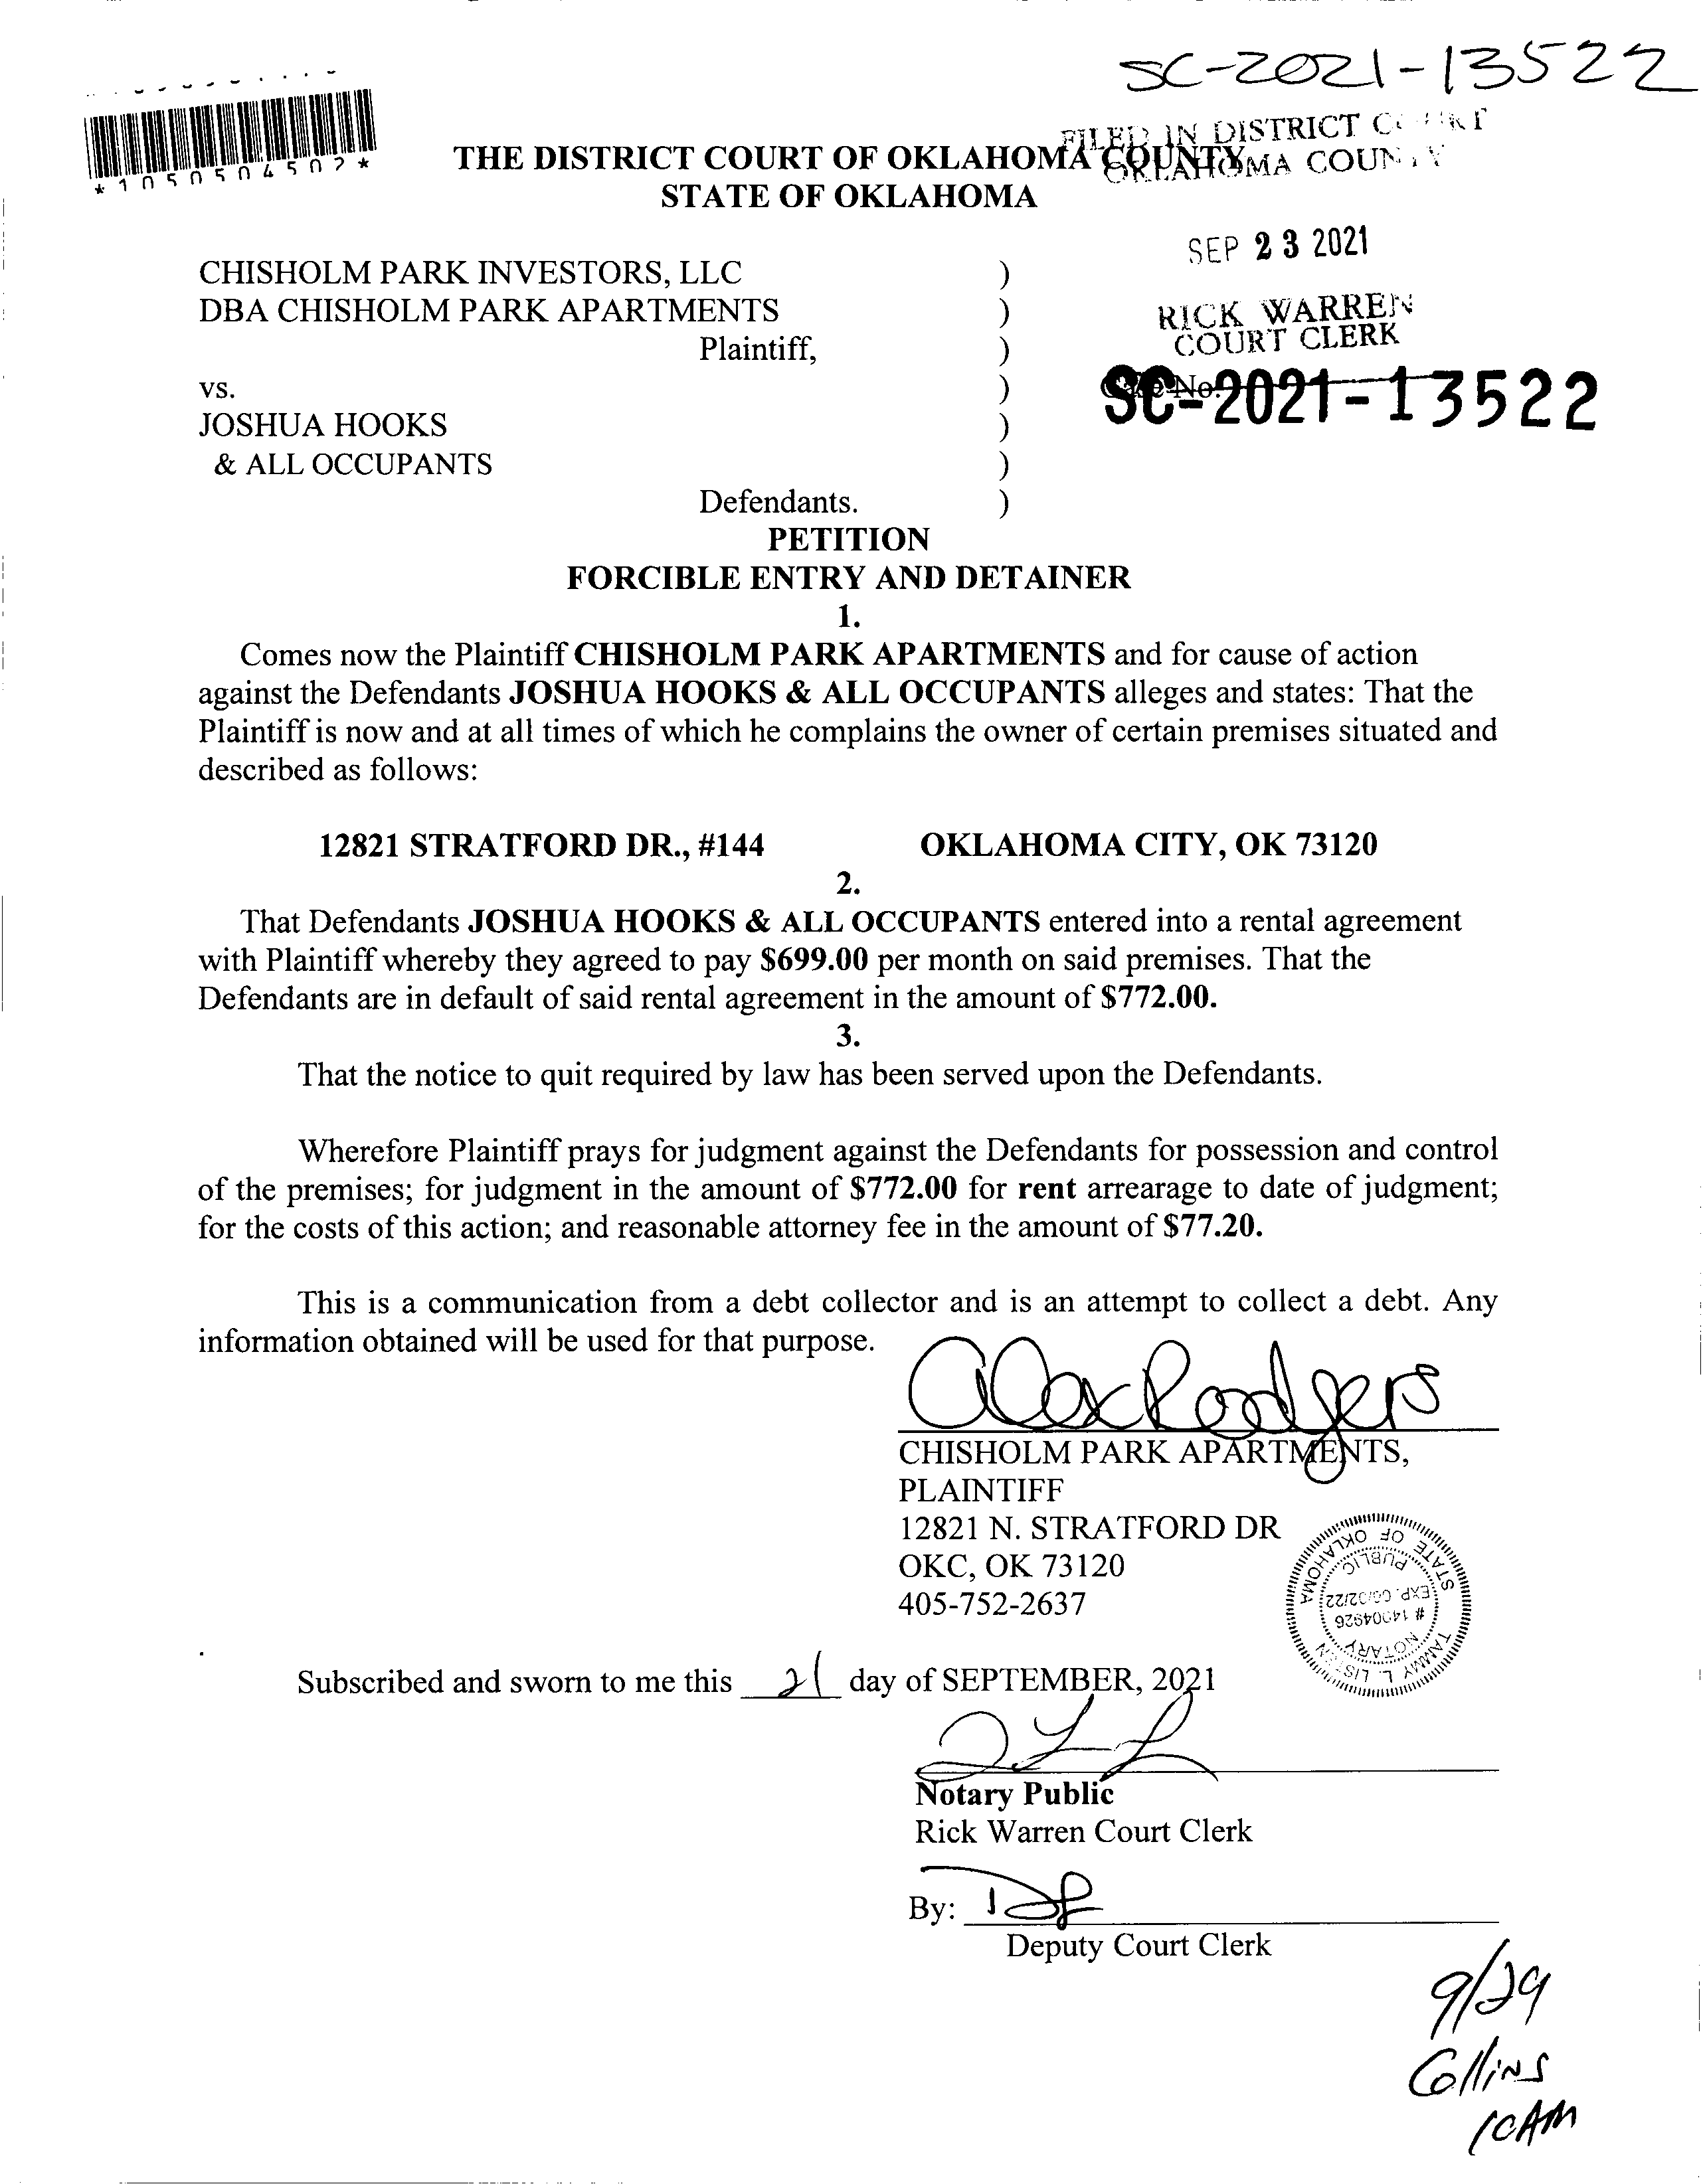 SC-2021-13522
*1050504502*
FILED IN DISTRICT COURT
OKLAHOMA COUNTY
THE DISTRICT COURT OF OKLAHOMA COUNTY
STATE OF OKLAHOMA
SEP 23 2021
CHISHOLM PARK INVESTORS, LLC )
DBA CHISHOLM PARK APARTMENTS )
RICK WARREN
COURT CLERK
Plaintiff, )
vs. )
Case No.
SC-2021-13522
JOSHUA HOOKS )
& ALL OCCUPANTS )
Defendants. )
PETITION
FORCIBLE ENTRY AND DETAINER
1.
Comes now the Plaintiff CHISHOLM PARK APARTMENTS and for cause of action
against the Defendants JOSHUA HOOKS & ALL OCCUPANTS alleges and states: That the
Plaintiff is now and at all times of which he complains the owner of certain premises situated and
described as follows:
12821 STRATFORD DR., #144 OKLAHOMA CITY, OK 73120
2.
That Defendants JOSHUA HOOKS & ALL OCCUPANTS entered into a rental agreement
with Plaintiff whereby they agreed to pay $699.00 per month on said premises. That the
Defendants are in default of said rental agreement in the amount of $772.00.
3.
That the notice to quit required by law has been served upon the Defendants.
Wherefore Plaintiff prays for judgment against the Defendants for possession and control
of the premises; for judgment in the amount of $772.00 for rent arrearage to date of judgment;
for the costs of this action; and reasonable attorney fee in the amount of $77.20.
This is a communication from a debt collector and is an attempt to collect a debt. Any
information obtained will be used for that purpose.
Alex Rodgers
CHISHOLM PARK APARTMENTS,
PLAINTIFF
12821 N. STRATFORD DR
OKC, OK 73120
405-752-2637
STATE OF OKLAHOMA
PUBLIC
NOTARY
TAMMY L.
Subscribed and sworn to me this 21 day of SEPTEMBER, 2021
Notary Public
Rick Warren Court Clerk
By:
Deputy Court Clerk
9/29
Collins
10AM